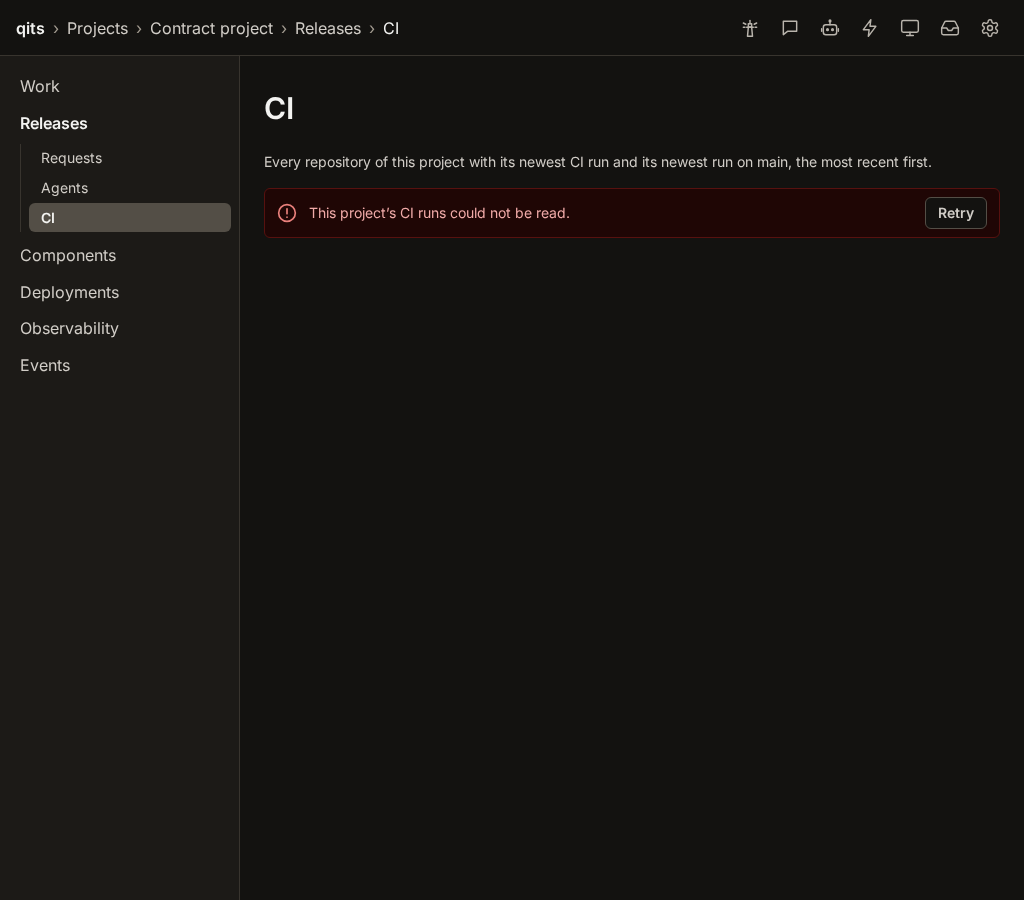 qits › Projects › Contract project › Releases › CI
Work
Releases
Requests
Agents
CI
Components
Deployments
Observability
Events
CI
Every repository of this project with its newest CI run and its newest run on main, the most recent first.
This project’s CI runs could not be read.
Retry